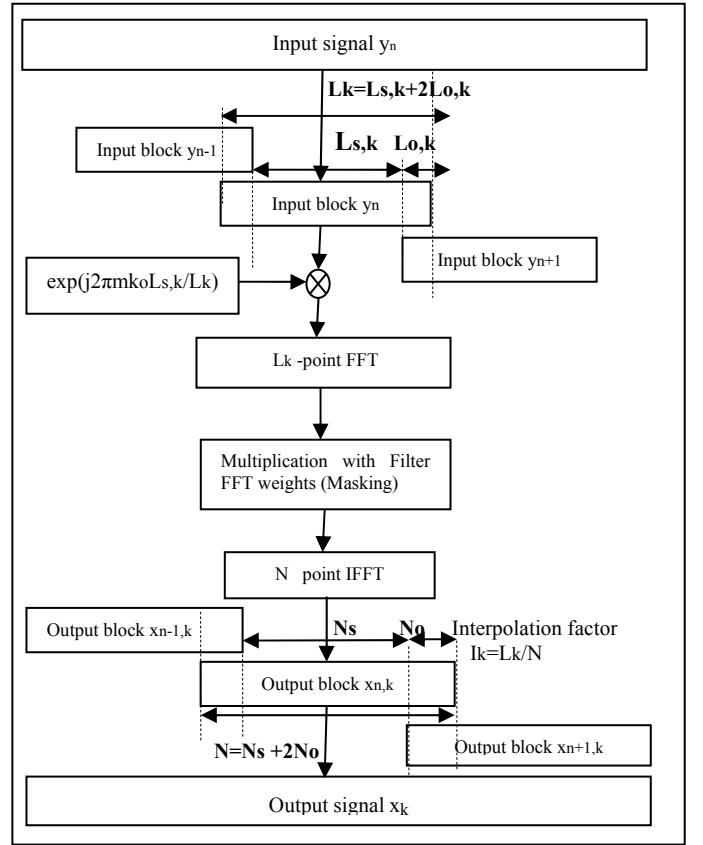 Input signal yn
Lk=Ls,k+2Lo,k
Input block yn-1
Ls,k Lo,k
Input block yn
Input block yn+1
exp(j2πmkoLs,k/Lk)
Lk -point FFT
Multiplication with Filter
FFT weights (Masking)
N point IFFT
Output block xn-1,k
Ns No Interpolation factor
Ik=Lk/N
Output block xn,k
N=Ns +2No
Output block xn+1,k
Output signal xk